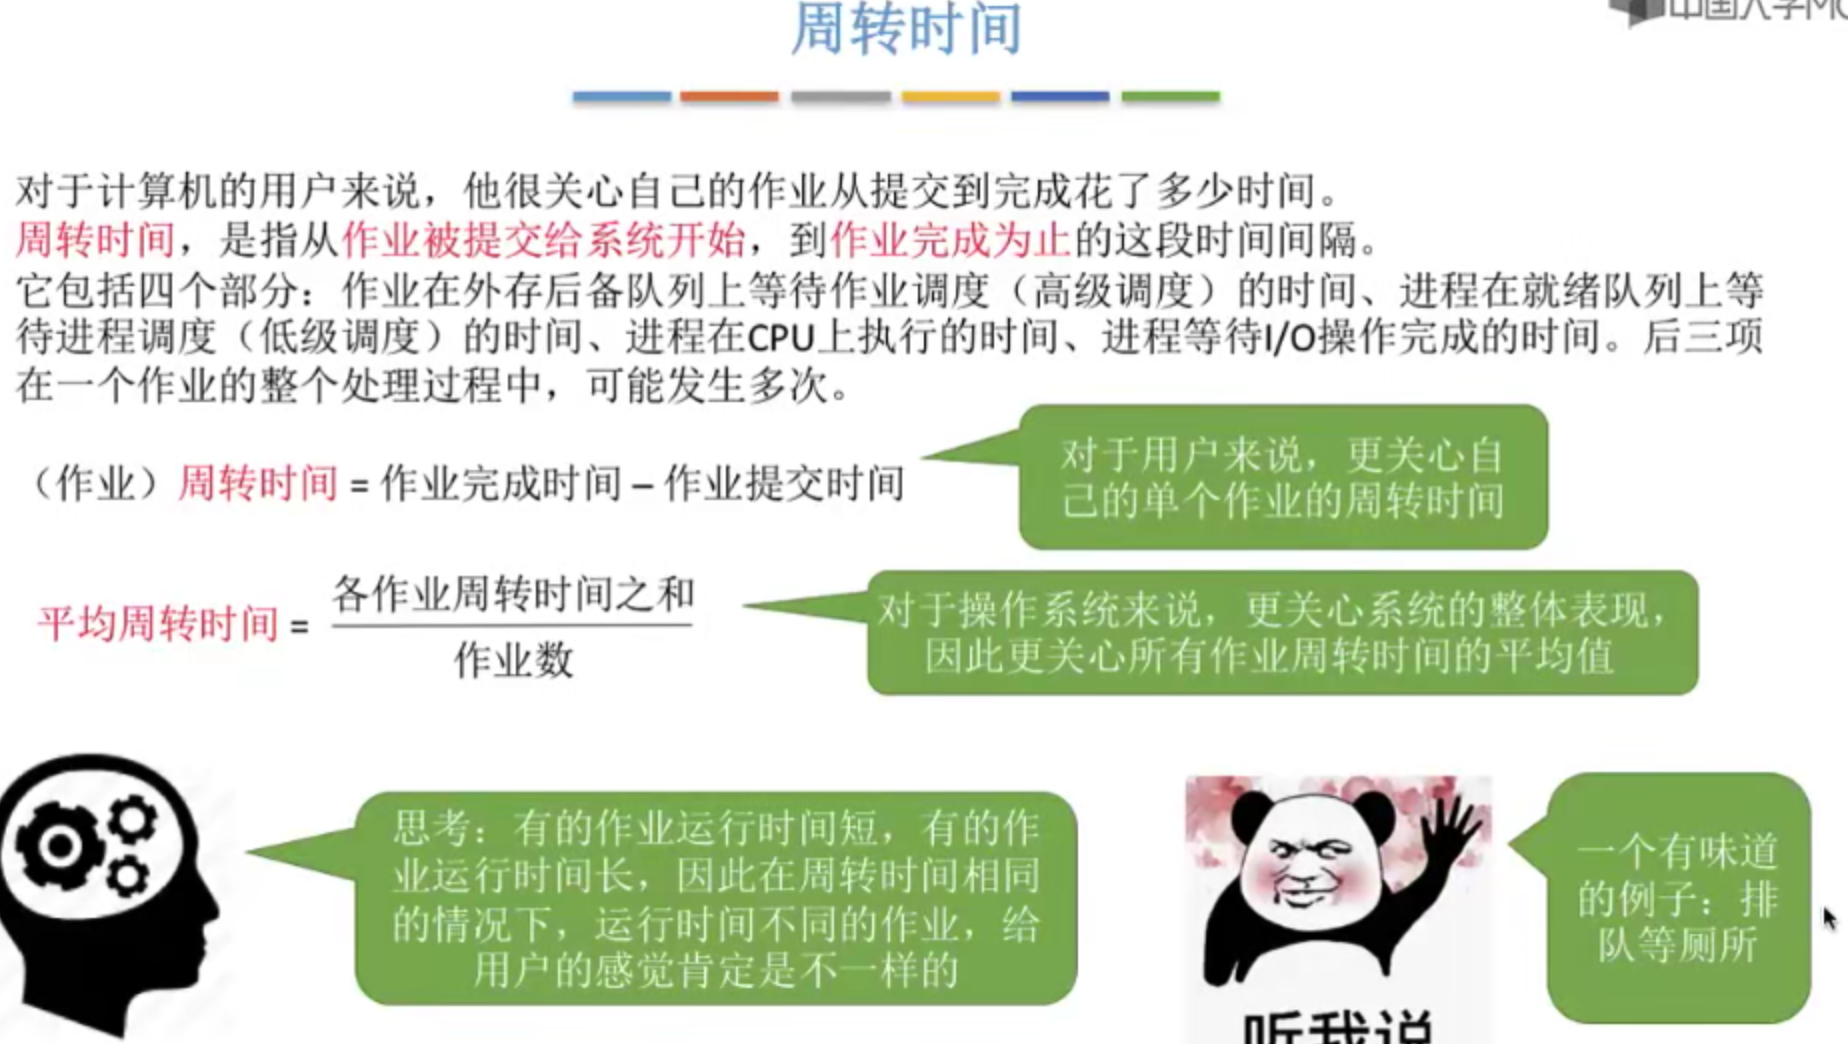 周转时间
中国大学MO
对于计算机的用户来说，他很关心自己的作业从提交到完成花了多少时间。
周转时间，是指从作业被提交给系统开始，到作业完成为止的这段时间间隔。
它包括四个部分：作业在外存后备队列上等待作业调度（高级调度）的时间、进程在就绪队列上等
待进程调度（低级调度）的时间、进程在CPU上执行的时间、进程等待I/O操作完成的时间。后三项
在一个作业的整个处理过程中，可能发生多次。
（作业）周转时间 = 作业完成时间 – 作业提交时间
对于用户来说，更关心自
己的单个作业的周转时间
平均周转时间 =
各作业周转时间之和
作业数
对于操作系统来说，更关心系统的整体表现，
因此更关心所有作业周转时间的平均值
思考：有的作业运行时间短，有的作
业运行时间长，因此在周转时间相同
的情况下，运行时间不同的作业，给
用户的感觉肯定是不一样的
听我说
一个有味道
的例子：排
队等厕所